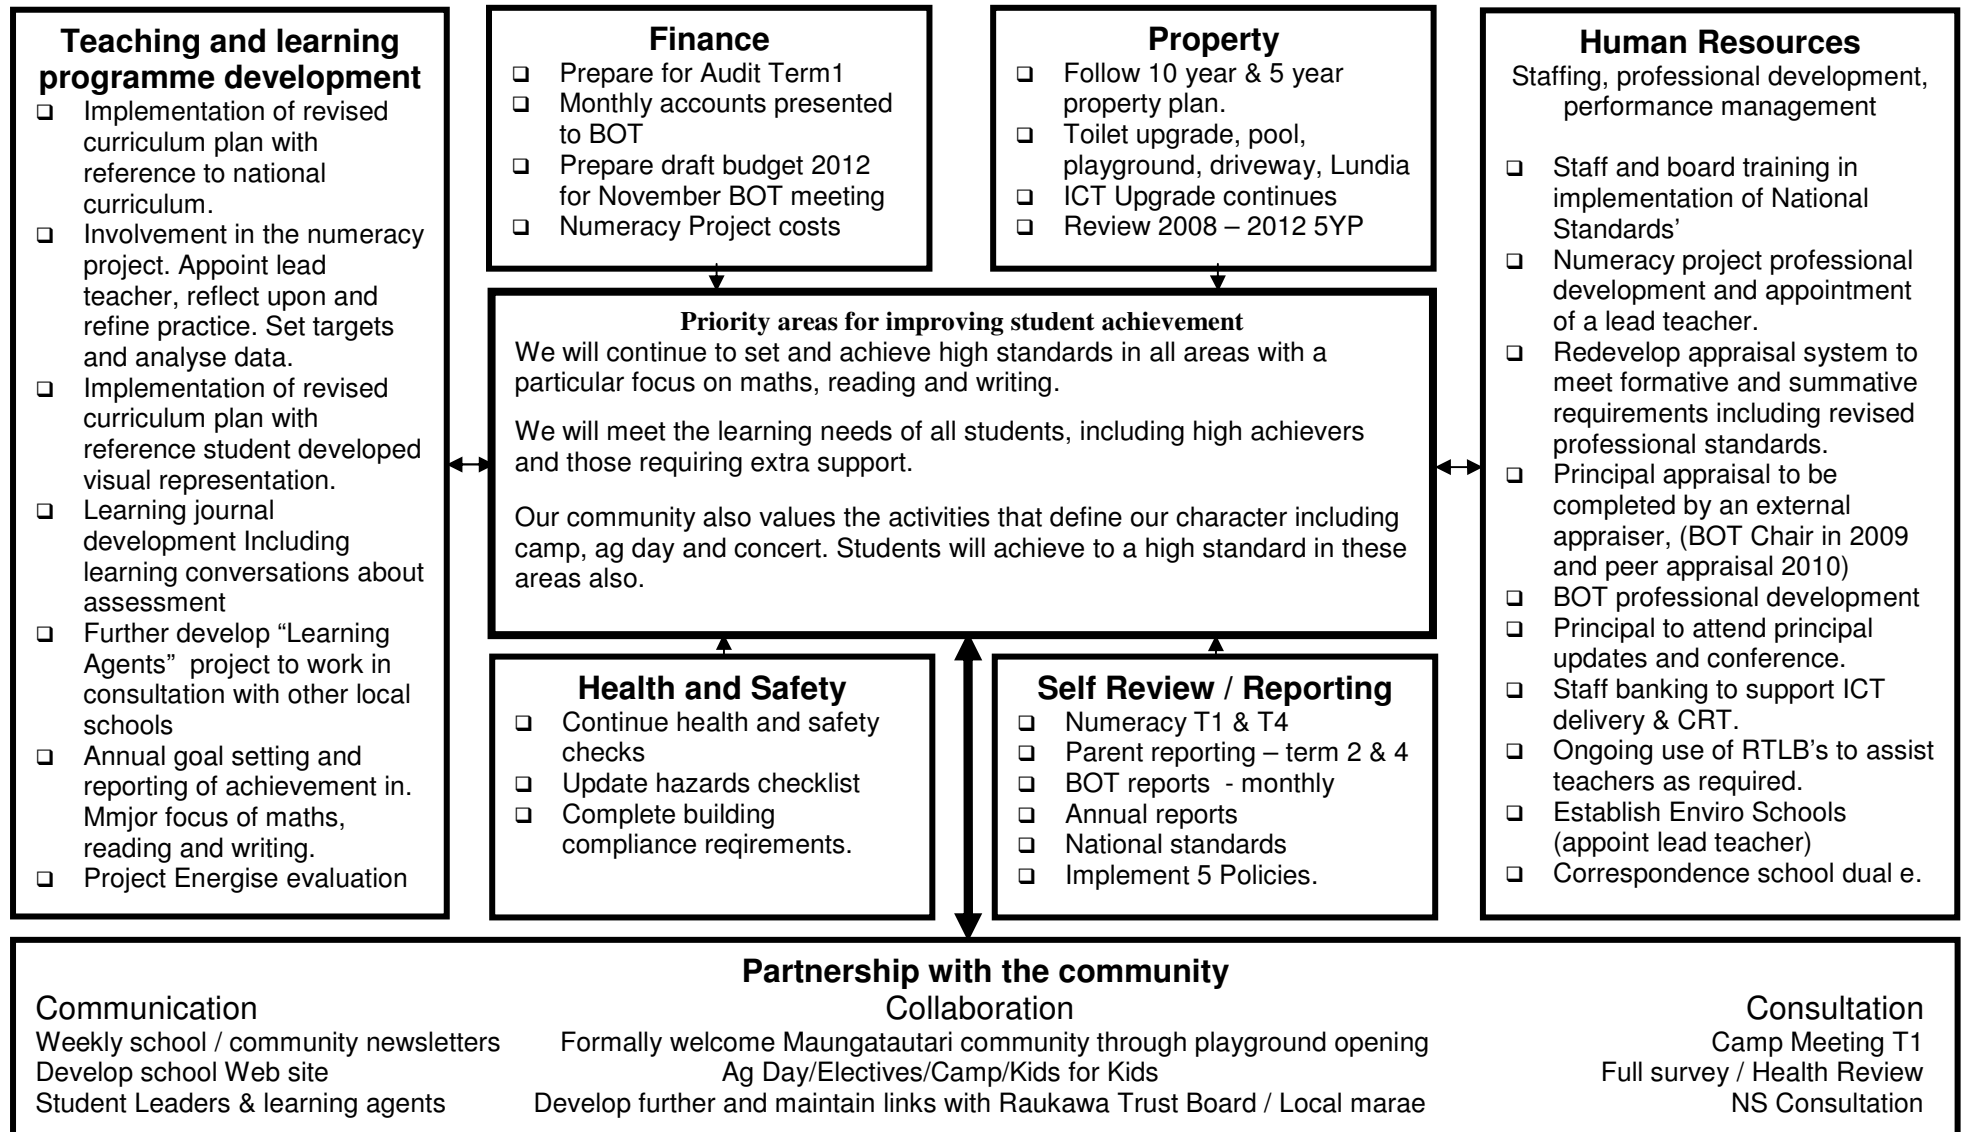 Teaching and learning
programme development
❑ Implementation of revised
curriculum plan with
reference to national
curriculum.
❑ Involvement in the numeracy
project. Appoint lead
teacher, reflect upon and
refine practice. Set targets
and analyse data.
❑ Implementation of revised
curriculum plan with
reference student developed
visual representation.
❑ Learning journal
development Including
learning conversations about
assessment
❑ Further develop “Learning
Agents” project to work in
consultation with other local
schools
❑ Annual goal setting and
reporting of achievement in.
Mmjor focus of maths,
reading and writing.
❑ Project Energise evaluation
Finance
❑ Prepare for Audit Term1
❑ Monthly accounts presented
to BOT
❑ Prepare draft budget 2012
for November BOT meeting
❑ Numeracy Project costs
Property
❑ Follow 10 year & 5 year
property plan.
❑ Toilet upgrade, pool,
playground, driveway, Lundia
❑ ICT Upgrade continues
❑ Review 2008 – 2012 5YP
Human Resources
Staffing, professional development,
performance management
❑ Staff and board training in
implementation of National
Standards’
❑ Numeracy project professional
development and appointment
of a lead teacher.
❑ Redevelop appraisal system to
meet formative and summative
requirements including revised
professional standards.
❑ Principal appraisal to be
completed by an external
appraiser, (BOT Chair in 2009
and peer appraisal 2010)
❑ BOT professional development
❑ Principal to attend principal
updates and conference.
❑ Staff banking to support ICT
delivery & CRT.
❑ Ongoing use of RTLB’s to assist
teachers as required.
❑ Establish Enviro Schools
(appoint lead teacher)
❑ Correspondence school dual e.
Priority areas for improving student achievement
We will continue to set and achieve high standards in all areas with a
particular focus on maths, reading and writing.
We will meet the learning needs of all students, including high achievers
and those requiring extra support.
Our community also values the activities that define our character including
camp, ag day and concert. Students will achieve to a high standard in these
areas also.
Health and Safety
❑ Continue health and safety
checks
❑ Update hazards checklist
❑ Complete building
compliance reqirements.
Self Review / Reporting
❑ Numeracy T1 & T4
❑ Parent reporting – term 2 & 4
❑ BOT reports - monthly
❑ Annual reports
❑ National standards
❑ Implement 5 Policies.
Partnership with the community
Communication Collaboration Consultation
Weekly school / community newsletters Formally welcome Maungatautari community through playground opening Camp Meeting T1
Develop school Web site Ag Day/Electives/Camp/Kids for Kids Full survey / Health Review
Student Leaders & learning agents Develop further and maintain links with Raukawa Trust Board / Local marae NS Consultation